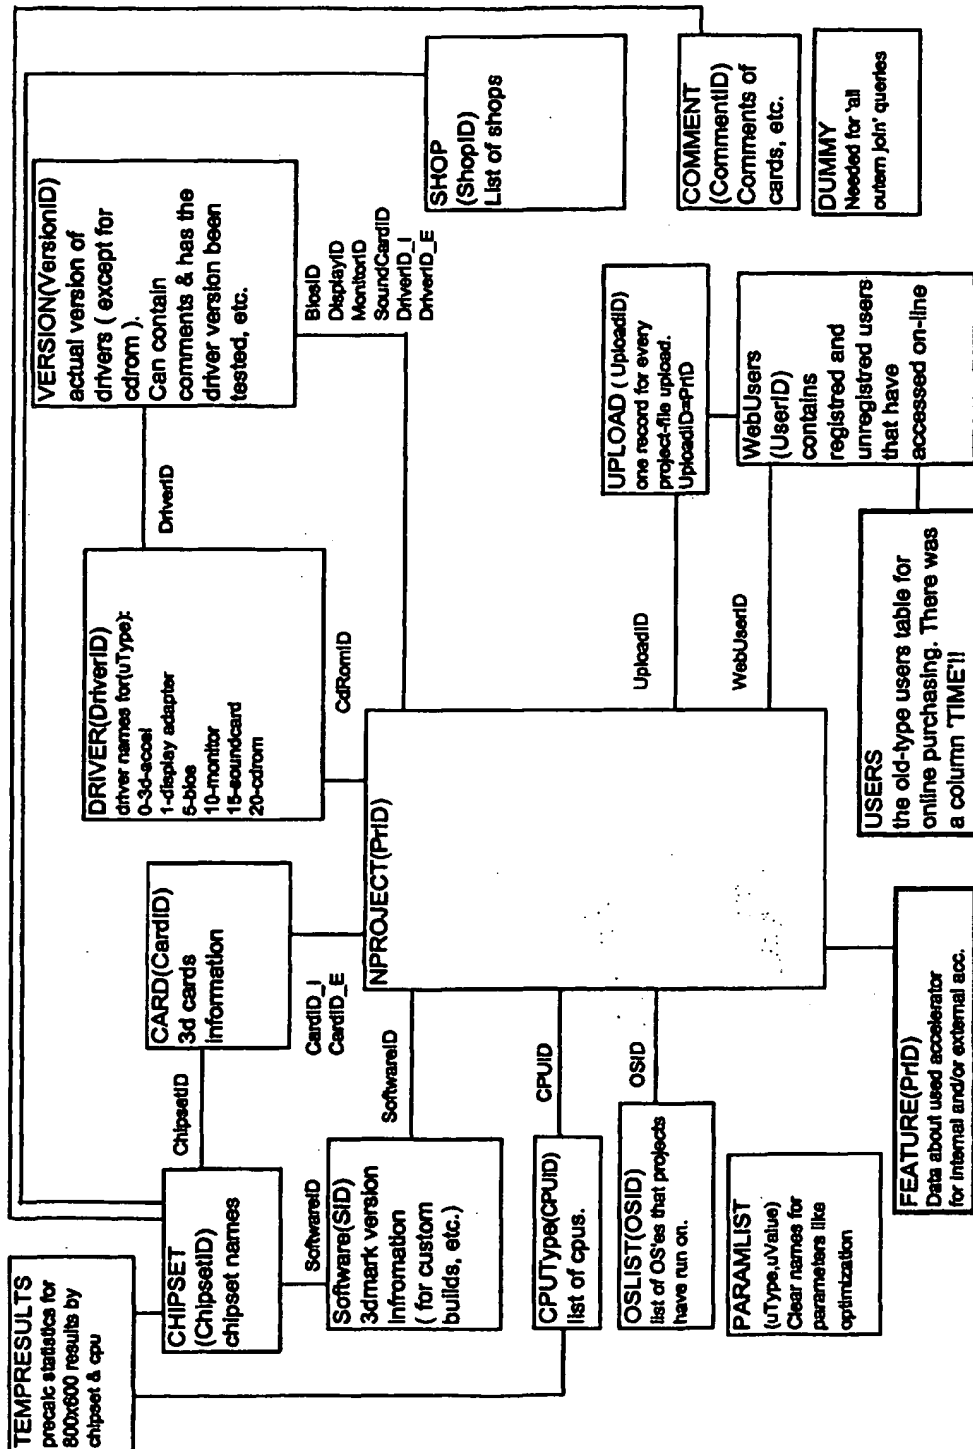 TEMPRESULTS
precalc statistics for
800x600 results by
chipset & cpu
CHIPSET
(ChipsetID)
chipset names
ChipsetID
CARD(CardID)
3d cards
information
CardID_I
CardID_E
DRIVER(DriverID)
driver names for(uType):
0-3d-accel
1-display adapter
5-bios
10-monitor
15-soundcard
20-cdrom
DriverID
CdRomID
VERSION(VersionID)
actual version of
drivers ( except for
cdrom ).
Can contain
comments & has the
driver version been
tested, etc.
BiosID
DisplayID
MonitorID
SoundCardID
DriverID_I
DriverID_E
SHOP
(ShopID)
List of shops
SoftwareID
Software(SID)
3dmark version
Infromation
( for custom
builds, etc.)
SoftwareID
NPROJECT(PrID)
CPUType(CPUID)
list of cpus.
CPUID
OSLIST(OSID)
list of OS'es that projects
have run on.
OSID
UploadID
UPLOAD ( UploadID)
one record for every
project-file upload.
UploadID=PrID
COMMENT
(CommentID)
Comments of
cards, etc.
WebUserID
WebUsers
(UserID)
contains
registred and
unregistred users
that have
accessed on-line
DUMMY
Needed for 'all
outern join' queries
PARAMLIST
(uType,uValue)
Clear names for
parameters like
optimization
FEATURE(PrID)
Data about used accelerator
for internal and/or external acc.
USERS
the old-type users table for
online purchasing. There was
a column 'TIME'!!